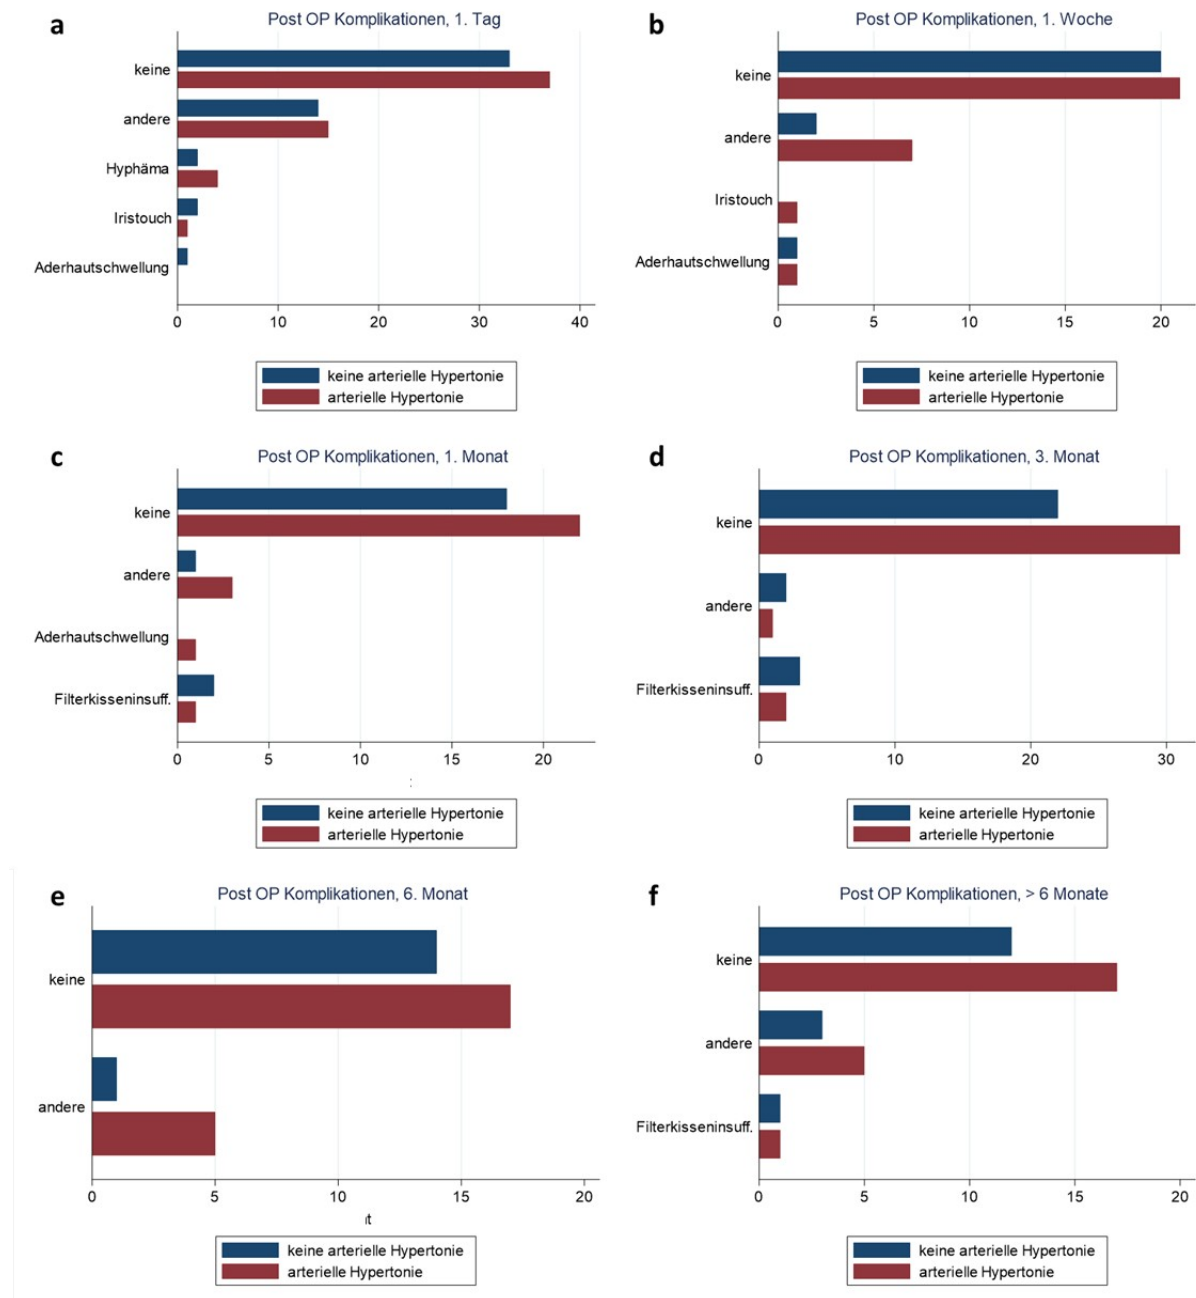 a
Post OP Komplikationen, 1. Tag
keine
andere
Hyphäma
Iristouch
Aderhautschwellung
0 10 20 30 40
keine arterielle Hypertonie
arterielle Hypertonie
b
Post OP Komplikationen, 1. Woche
keine
andere
Iristouch
Aderhautschwellung
0 5 10 15 20
keine arterielle Hypertonie
arterielle Hypertonie
c
Post OP Komplikationen, 1. Monat
keine
andere
Aderhautschwellung
Filterkisseninsuff.
0 5 10 15 20
keine arterielle Hypertonie
arterielle Hypertonie
d
Post OP Komplikationen, 3. Monat
keine
andere
Filterkisseninsuff.
0 10 20 30
keine arterielle Hypertonie
arterielle Hypertonie
e
Post OP Komplikationen, 6. Monat
keine
andere
0 5 10 15 20
keine arterielle Hypertonie
arterielle Hypertonie
f
Post OP Komplikationen, > 6 Monate
keine
andere
Filterkisseninsuff.
0 5 10 15 20
keine arterielle Hypertonie
arterielle Hypertonie